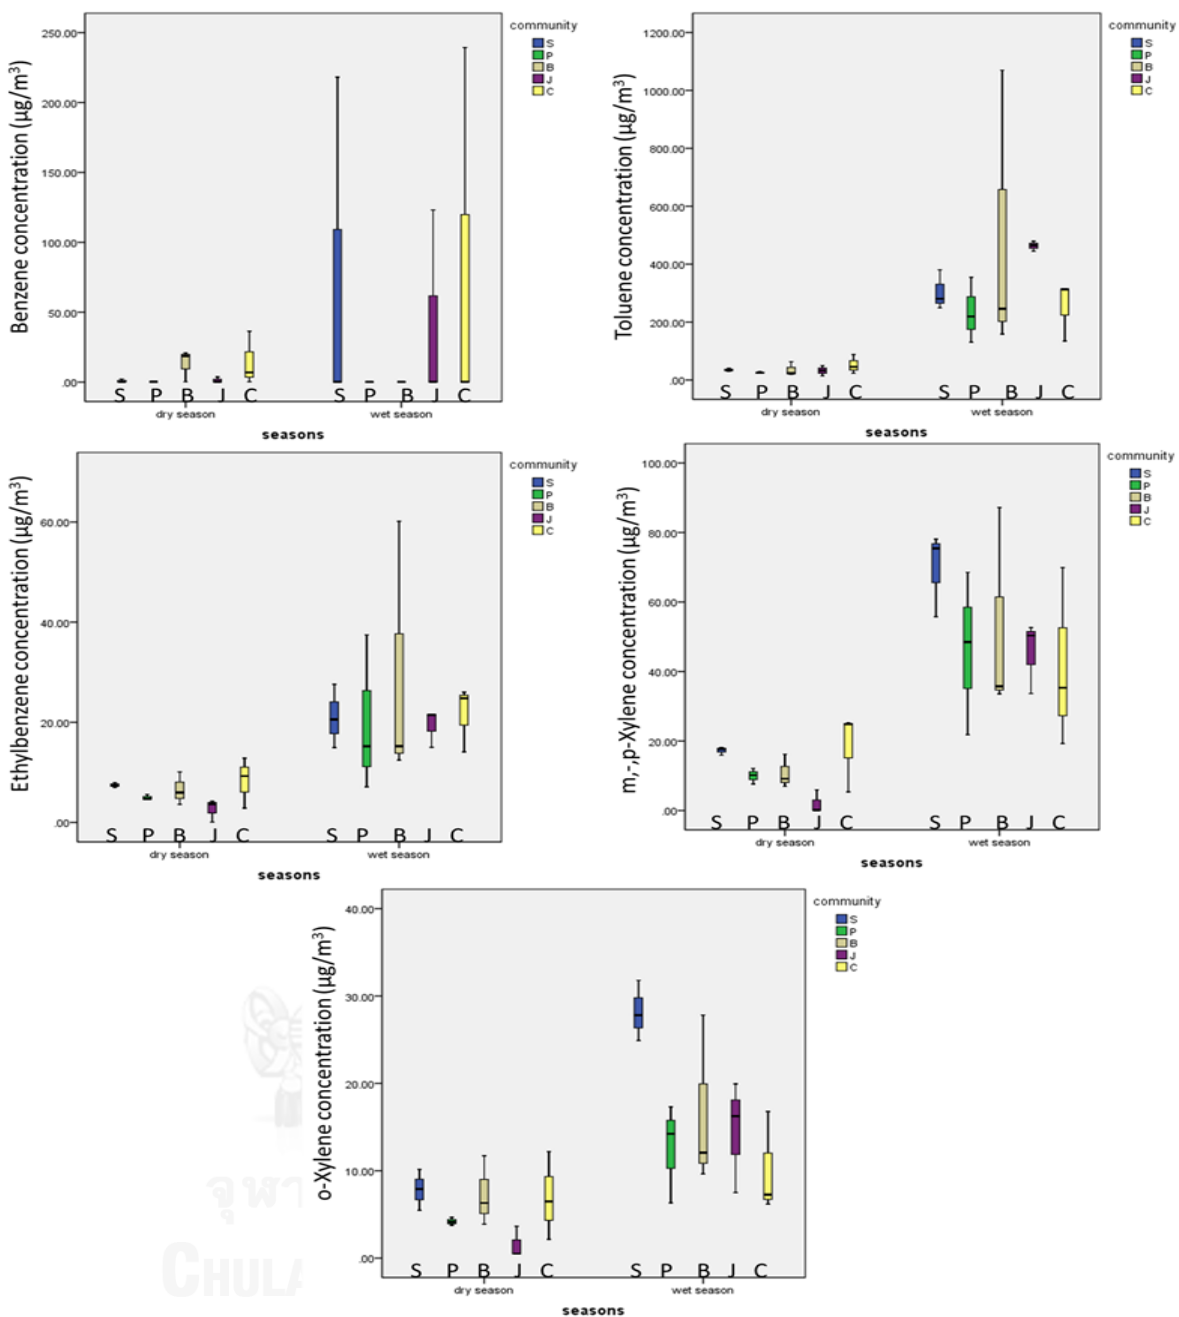 Benzene concentration (µg/m³)
250.00
200.00
150.00
100.00
50.00
.00
S P B J C S P B J C
dry season wet season
seasons
community
S
P
B
J
C
Toluene concentration (µg/m³)
1200.00
1000.00
800.00
600.00
400.00
200.00
.00
S P B J C S P B J C
dry season wet season
seasons
community
S
P
B
J
C
Ethylbenzene concentration (µg/m³)
60.00
40.00
20.00
.00
S P B J C S P B J C
dry season wet season
seasons
community
S
P
B
J
C
m,-,p-Xylene concentration (µg/m³)
100.00
80.00
60.00
40.00
20.00
.00
S P B J C S P B J C
dry season wet season
seasons
community
S
P
B
J
C
o-Xylene concentration (µg/m³)
40.00
30.00
20.00
10.00
.00
S P B J C S P B J C
dry season wet season
seasons
community
S
P
B
J
C
จุฬา
CHULA